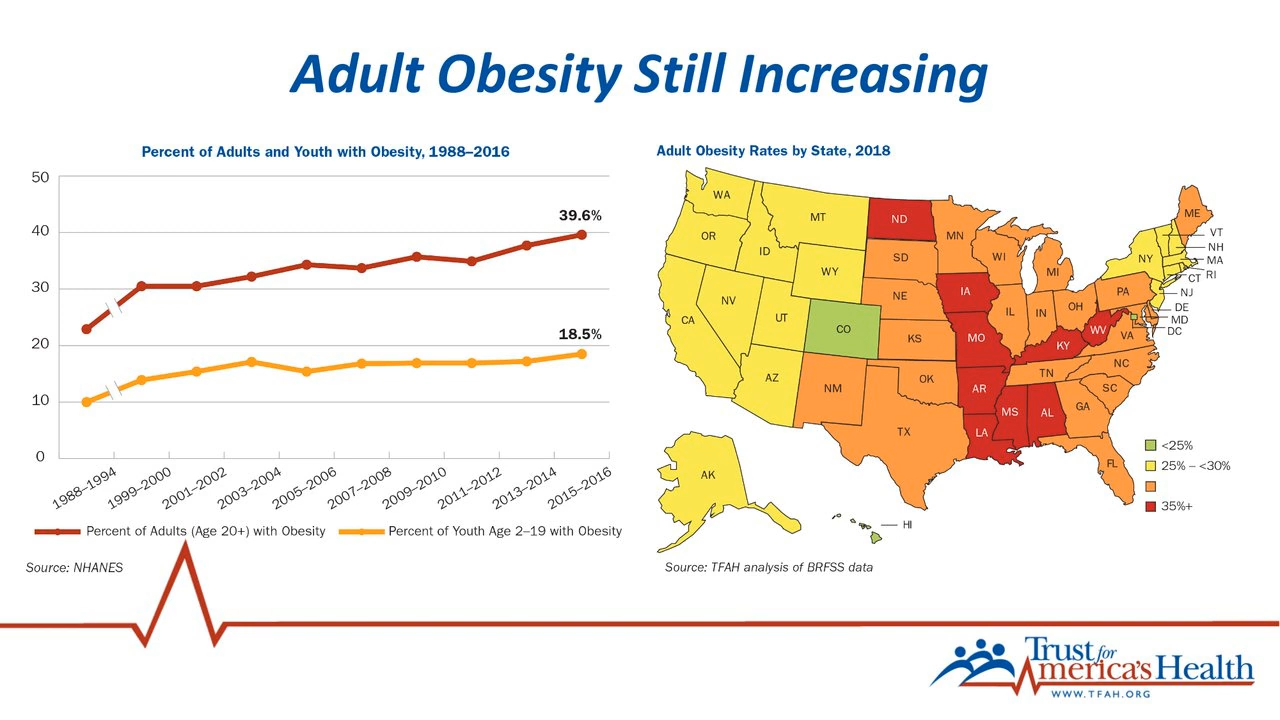 Adult Obesity Still Increasing
Percent of Adults and Youth with Obesity, 1988–2016
50
40
30
20
10
0
39.6%
18.5%
1988–1994
1999–2000
2001–2002
2003–2004
2005–2006
2007–2008
2009–2010
2011–2012
2013–2014
2015–2016
Percent of Adults (Age 20+) with Obesity
Percent of Youth Age 2–19 with Obesity
Source: NHANES
Adult Obesity Rates by State, 2018
WA
MT
ND
MN
ME
VT
NH
MA
RI
CT
NY
OR
ID
SD
WI
MI
WY
NJ
IA
NE
PA
DE
MD
DC
NV
UT
CO
CA
IL
IN
OH
WV
VA
KS
MO
KY
NC
TN
AZ
NM
OK
AR
SC
MS
AL
GA
TX
LA
FL
AK
HI
<25%
25% – <30%
35%+
Source: TFAH analysis of BRFSS data
Trust for
America's Health
WWW.TFAH.ORG